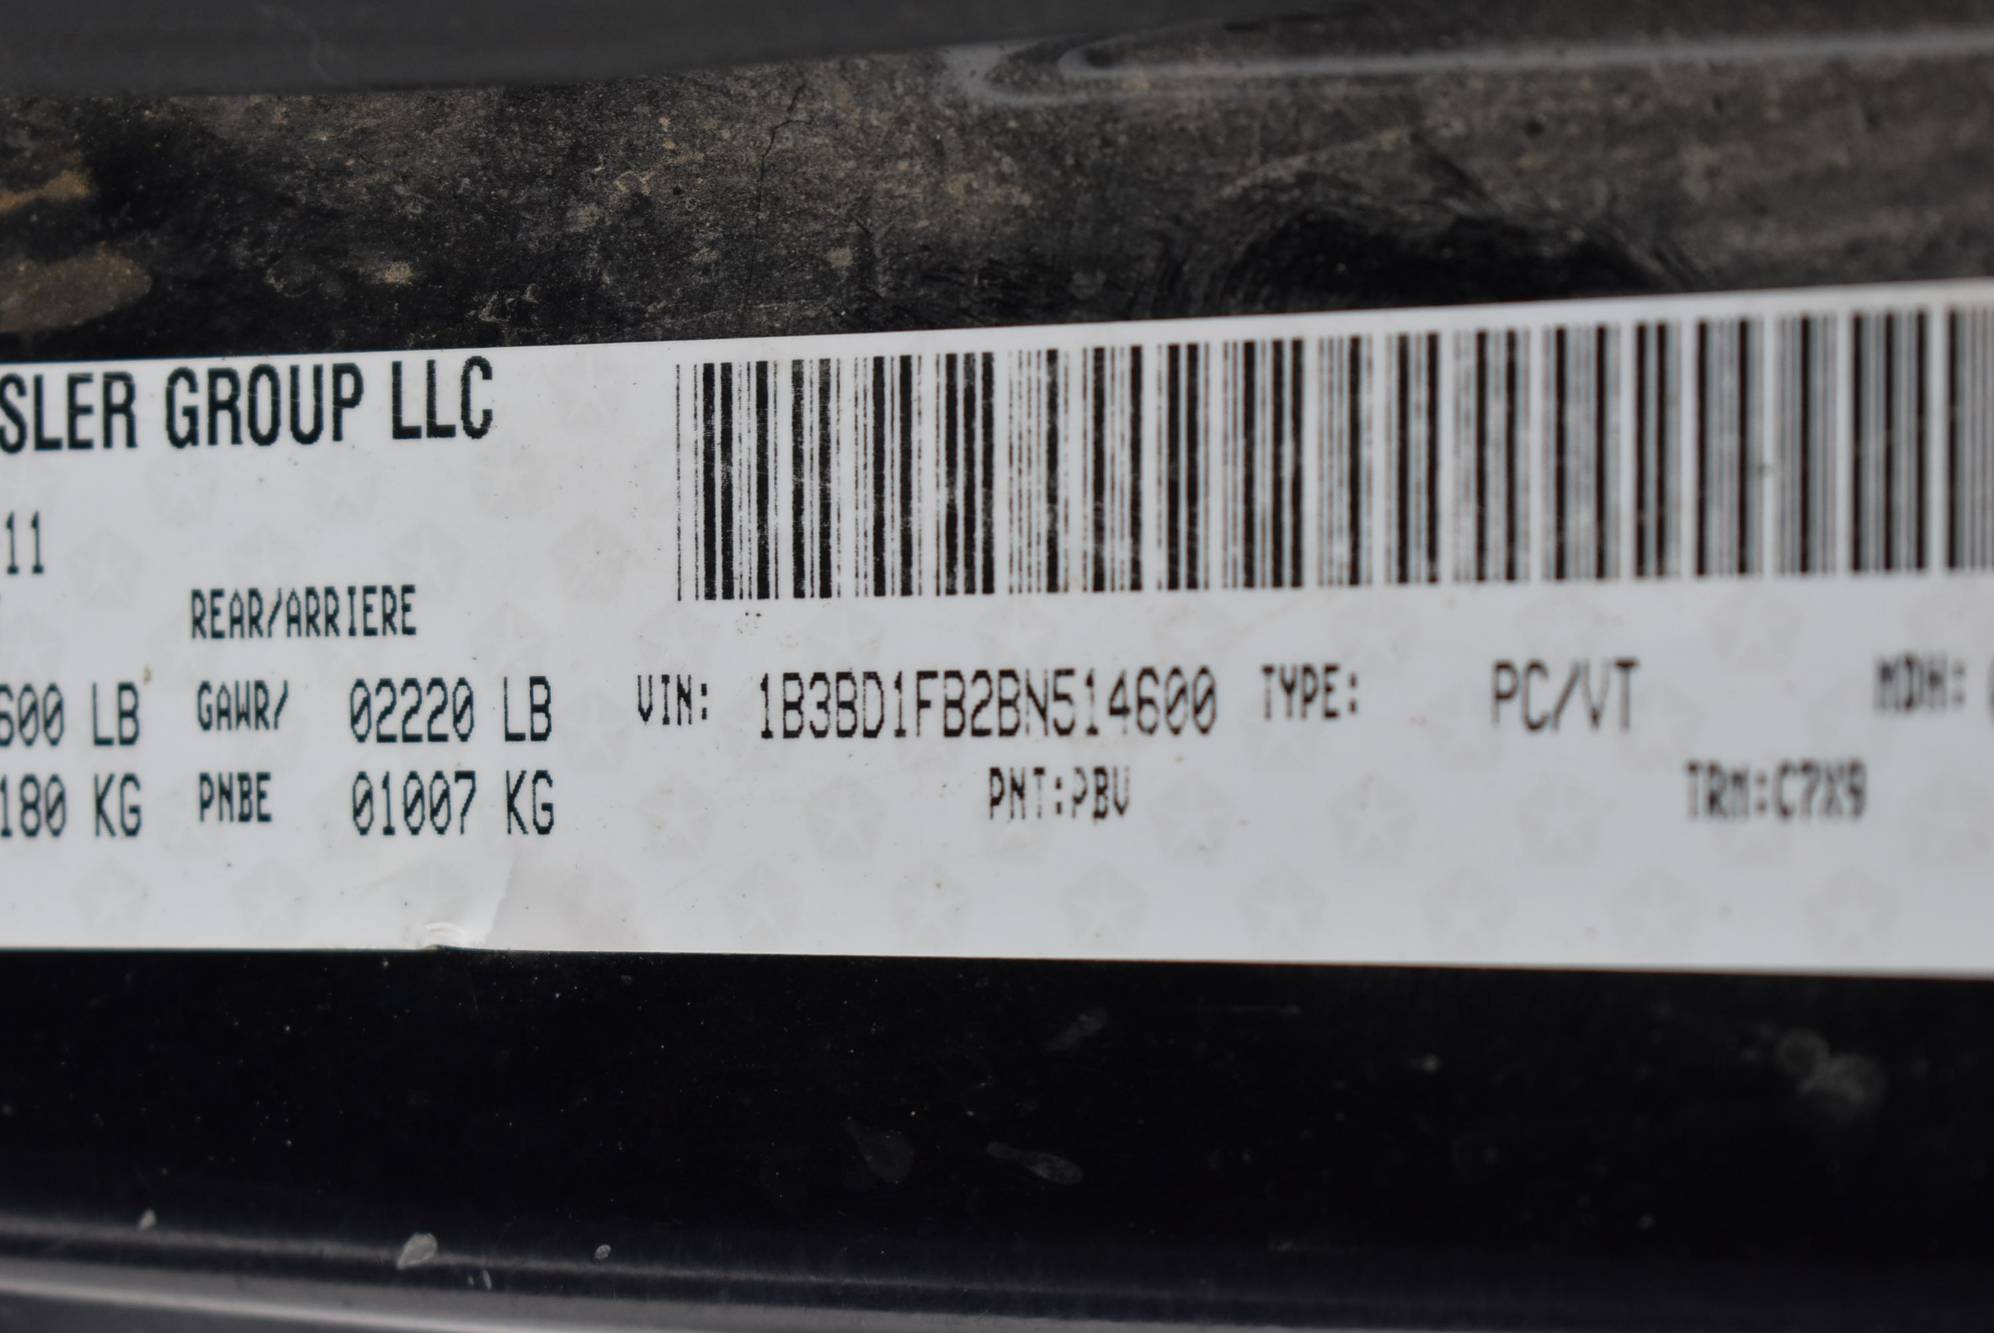 SLER GROUP LLC
11
REAR/ARRIERE
600 LB GAWR/ 02220 LB VIN: 1B3BD1FB2BN514600 TYPE: PC/VT MDH:
180 KG PNBE 01007 KG PNT:PBV TRM:C7X9